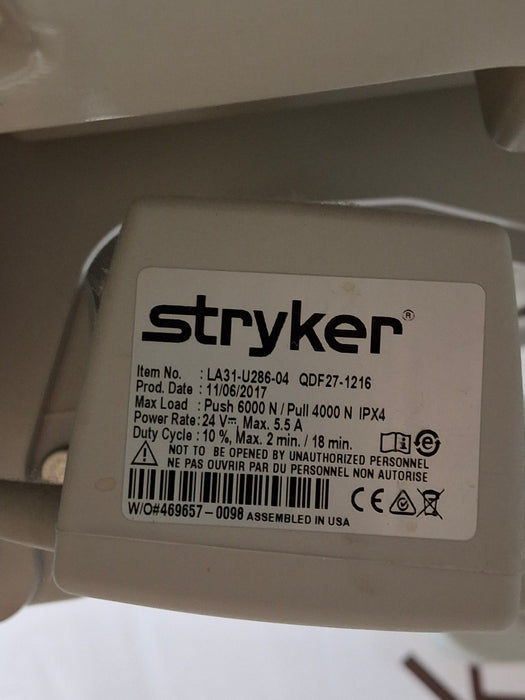 stryker®
Item No. : LA31-U286-04 QDF27-1216
Prod. Date : 11/06/2017
Max Load : Push 6000 N / Pull 4000 N IPX4
Power Rate : 24 V⎓, Max. 5.5 A
Duty Cycle : 10 %, Max. 2 min. / 18 min.
NOT TO BE OPENED BY UNAUTHORIZED PERSONNEL
NE PAS OUVRIR PAR DU PERSONNEL NON AUTORISE
W/O#469657-0098 ASSEMBLED IN USA